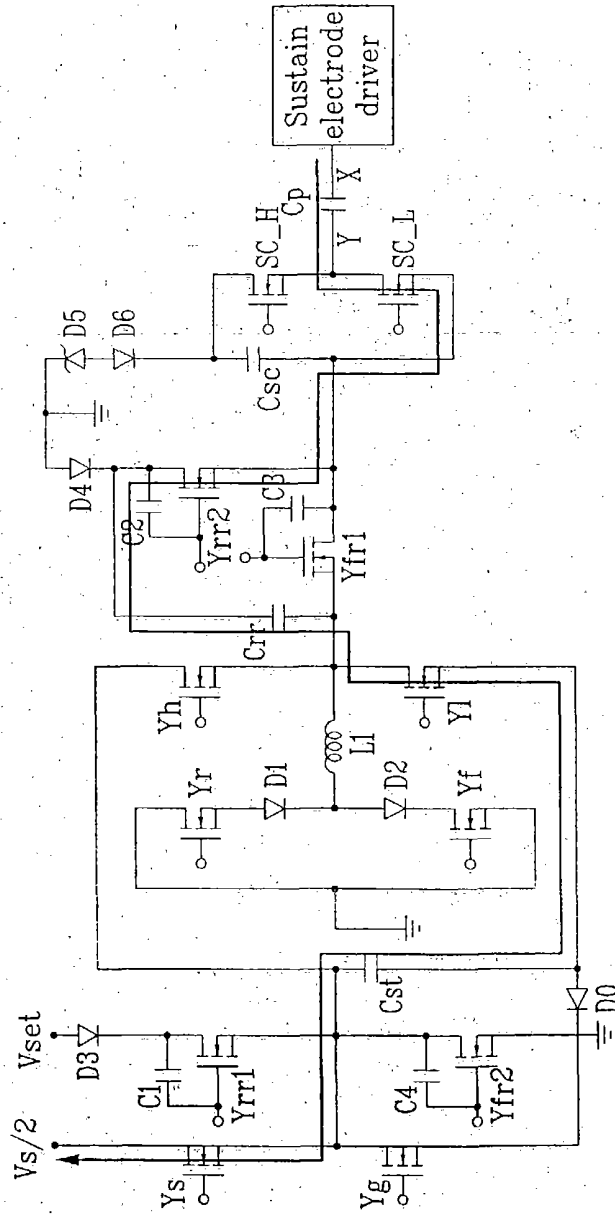 Sustain
electrode
driver
X
Cp
Y
SC_H
SC_L
D5
D6
Csc
D4
C2
Yrr2
C3
Yfr1
Crr
Yh
Yl
L1
Yr
D1
D2
Yf
Cst
D0
Vset
D3
C1
Yrr1
C4
Yfr2
Vs/2
Ys
Yg